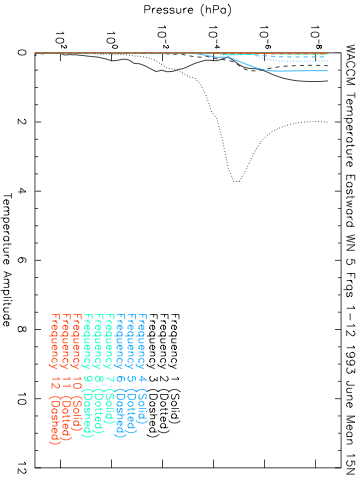 WACCM Temperature Eastward WN 5 Frqs 1-12 1993 June Mean 15N
Pressure (hPa)
10⁻⁸
10⁻⁶
10⁻⁴
10⁻²
10⁰
10²
0
2
4
6
8
10
12
Temperature Amplitude
Frequency 1 (Solid)
Frequency 2 (Dotted)
Frequency 3 (Dashed)
Frequency 4 (Solid)
Frequency 5 (Dotted)
Frequency 6 (Dashed)
Frequency 7 (Solid)
Frequency 8 (Dotted)
Frequency 9 (Dashed)
Frequency 10 (Solid)
Frequency 11 (Dotted)
Frequency 12 (Dashed)